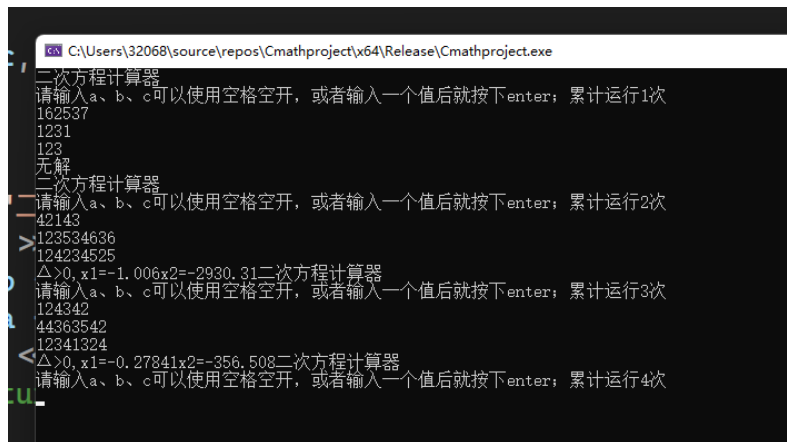 C:\Users\32068\source\repos\Cmathproject\x64\Release\Cmathproject.exe
二次方程计算器
请输入a、b、c可以使用空格空开，或者输入一个值后就按下enter；累计运行1次
162537
1231
123
无解
二次方程计算器
请输入a、b、c可以使用空格空开，或者输入一个值后就按下enter；累计运行2次
42143
123534636
124234525
△>0,x1=-1.006x2=-2930.31二次方程计算器
请输入a、b、c可以使用空格空开，或者输入一个值后就按下enter；累计运行3次
124342
44363542
12341324
△>0,x1=-0.27841x2=-356.508二次方程计算器
请输入a、b、c可以使用空格空开，或者输入一个值后就按下enter；累计运行4次